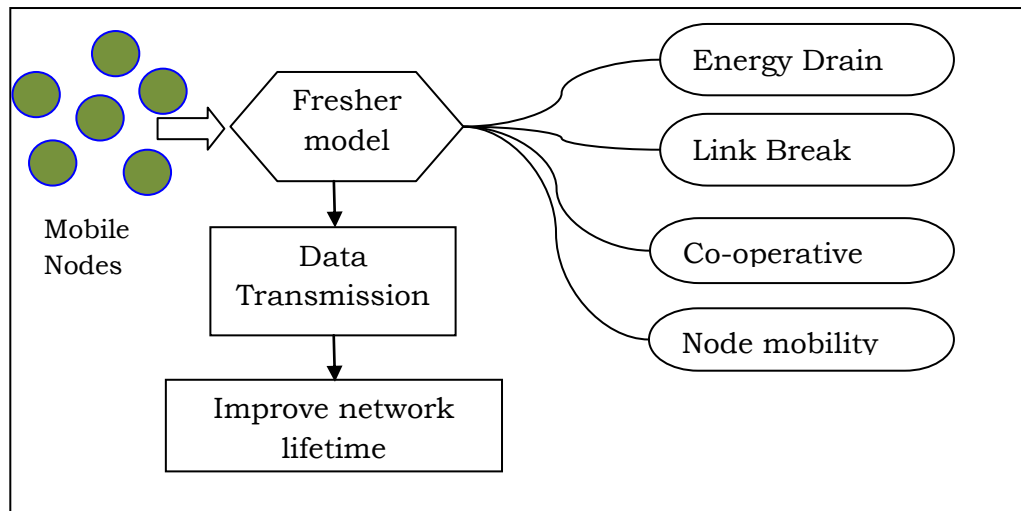 Mobile
Nodes
Fresher
model
Data
Transmission
Improve network
lifetime
Energy Drain
Link Break
Co-operative
Node mobility